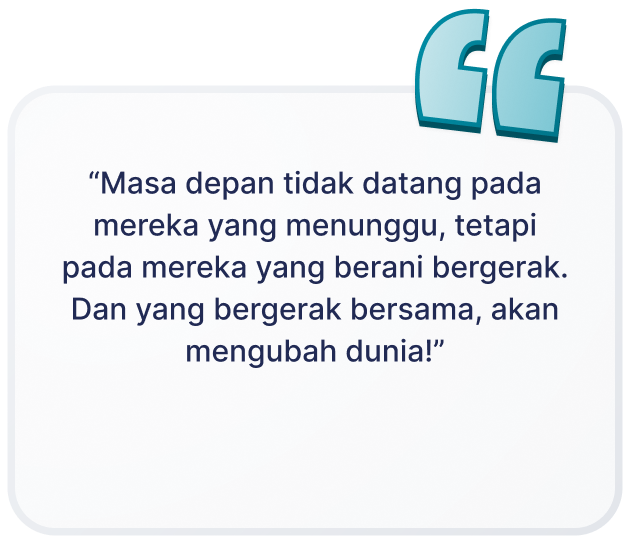 “Masa depan tidak datang pada
mereka yang menunggu, tetapi
pada mereka yang berani bergerak.
Dan yang bergerak bersama, akan
mengubah dunia!”